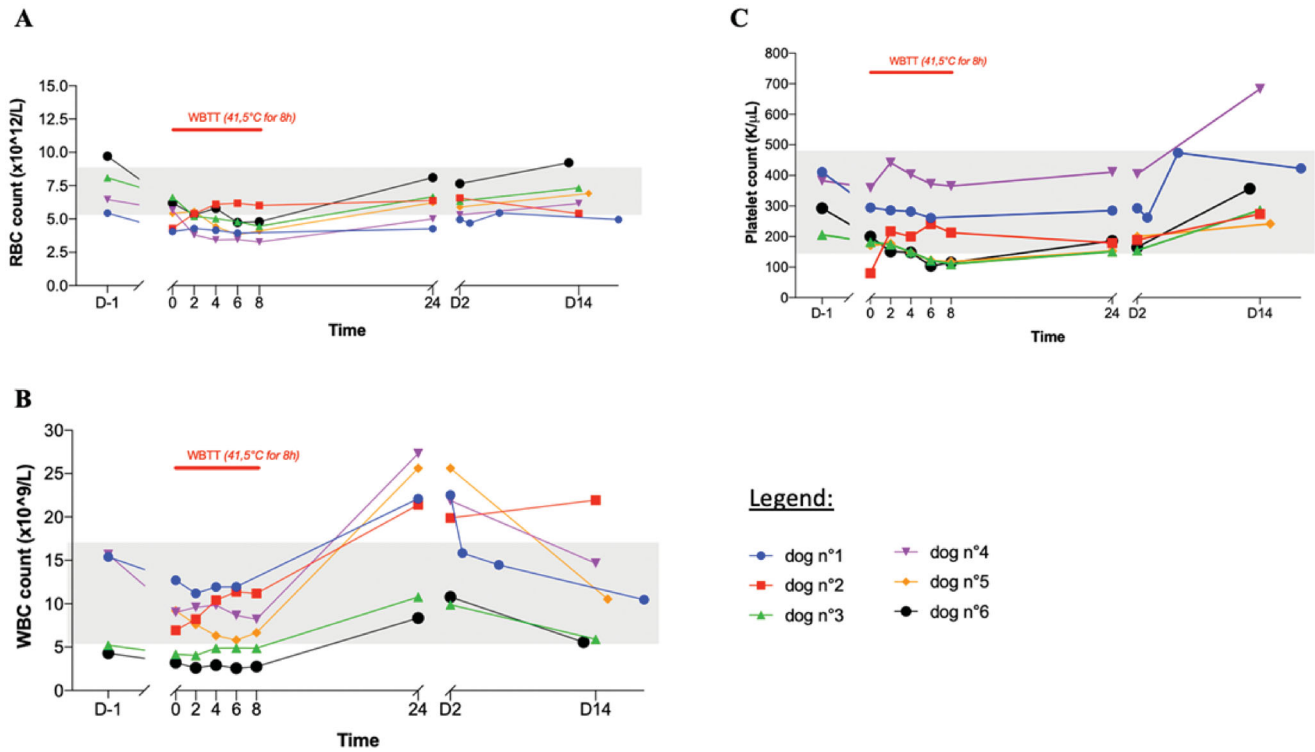 A
RBC count (x10^12/L)
15.0
12.5
10.0
7.5
5.0
2.5
0.0
WBTT (41,5°C for 8h)
D-1
0
2
4
6
8
24
D2
D14
Time
C
Platelet count (K/µL)
800
700
600
500
400
300
200
100
0
WBTT (41,5°C for 8h)
D-1
0
2
4
6
8
24
D2
D14
Time
B
WBC count (x10^9/L)
30
25
20
15
10
5
0
WBTT (41,5°C for 8h)
D-1
0
2
4
6
8
24
D2
D14
Time
Legend:
dog n°1
dog n°2
dog n°3
dog n°4
dog n°5
dog n°6